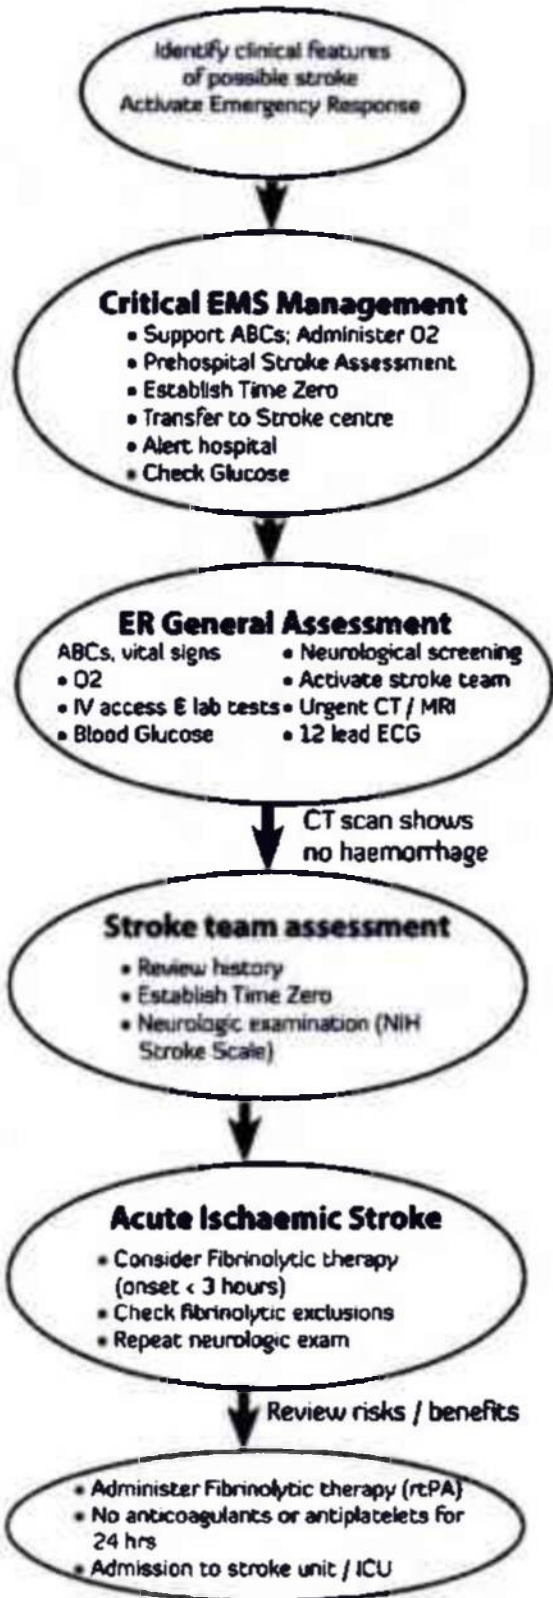 Identify clinical features
of possible stroke
Activate Emergency Response
Critical EMS Management
• Support ABCs; Administer O2
• Prehospital Stroke Assessment
• Establish Time Zero
• Transfer to Stroke centre
• Alert hospital
• Check Glucose
ER General Assessment
ABCs, vital signs
• O2
• IV access & lab tests
• Blood Glucose
• Neurological screening
• Activate stroke team
• Urgent CT / MRI
• 12 lead ECG
CT scan shows
no haemorrhage
Stroke team assessment
• Review history
• Establish Time Zero
• Neurologic examination (NIH
Stroke Scale)
Acute Ischaemic Stroke
• Consider Fibrinolytic therapy
(onset < 3 hours)
• Check fibrinolytic exclusions
• Repeat neurologic exam
Review risks / benefits
• Administer Fibrinolytic therapy (rtPA)
• No anticoagulants or antiplatelets for
24 hrs
• Admission to stroke unit / ICU